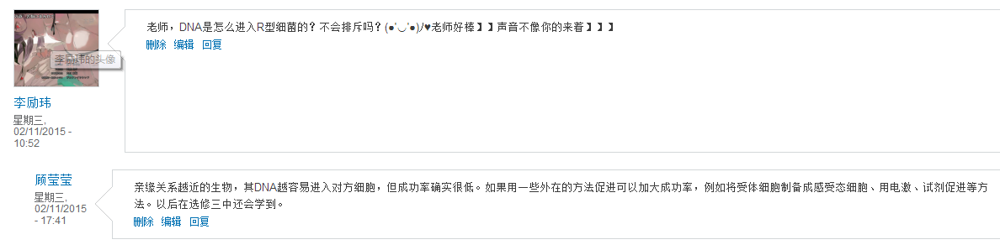 老师，DNA是怎么进入R型细菌的？不会排斥吗？(●'◡'●)ﾉ♥老师好棒】】声音不像你的来着】】】
删除 编辑 回复
李励玮的头像
李励玮
星期三,
02/11/2015 -
10:52
顾莹莹
星期三,
02/11/2015
- 17:41
亲缘关系越近的生物，其DNA越容易进入对方细胞，但成功率确实很低。如果用一些外在的方法促进可以加大成功率，例如将受体细胞制备成感受态细胞、用电激、试剂促进等方
法。以后在选修三中还会学到。
删除 编辑 回复